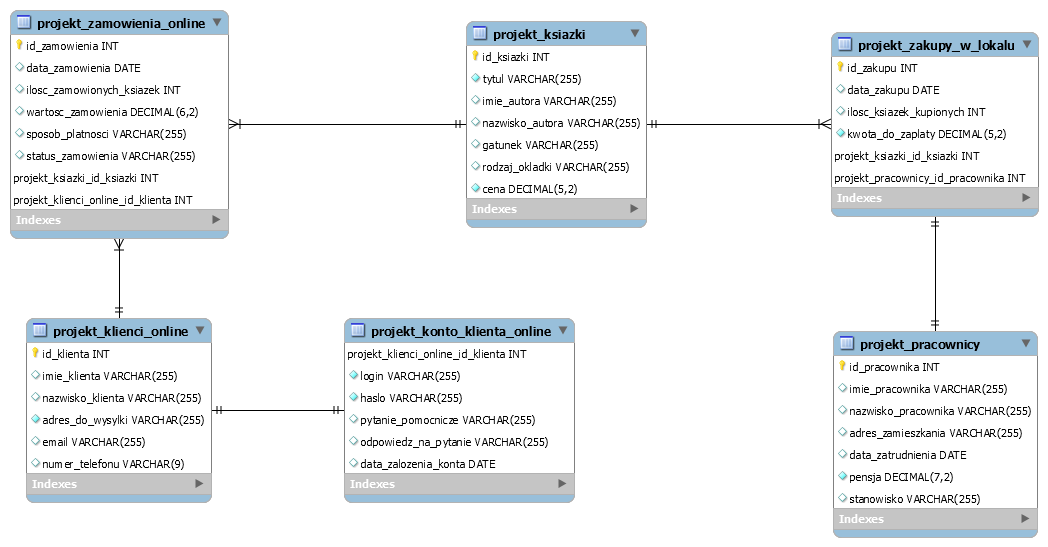 projekt_zamowienia_online
id_zamowienia INT
data_zamowienia DATE
ilosc_zamowionych_ksiazek INT
wartosc_zamowienia DECIMAL(6,2)
sposob_platnosci VARCHAR(255)
status_zamowienia VARCHAR(255)
projekt_ksiazki_id_ksiazki INT
projekt_klienci_online_id_klienta INT
Indexes
projekt_ksiazki
id_ksiazki INT
tytul VARCHAR(255)
imie_autora VARCHAR(255)
nazwisko_autora VARCHAR(255)
gatunek VARCHAR(255)
rodzaj_okladki VARCHAR(255)
cena DECIMAL(5,2)
Indexes
projekt_zakupy_w_lokalu
id_zakupu INT
data_zakupu DATE
ilosc_ksiazek_kupionych INT
kwota_do_zaplaty DECIMAL(5,2)
projekt_ksiazki_id_ksiazki INT
projekt_pracownicy_id_pracownika INT
Indexes
projekt_klienci_online
id_klienta INT
imie_klienta VARCHAR(255)
nazwisko_klienta VARCHAR(255)
adres_do_wysylki VARCHAR(255)
email VARCHAR(255)
numer_telefonu VARCHAR(9)
Indexes
projekt_konto_klienta_online
projekt_klienci_online_id_klienta INT
login VARCHAR(255)
haslo VARCHAR(255)
pytanie_pomocnicze VARCHAR(255)
odpowiedz_na_pytanie VARCHAR(255)
data_zalozenia_konta DATE
Indexes
projekt_pracownicy
id_pracownika INT
imie_pracownika VARCHAR(255)
nazwisko_pracownika VARCHAR(255)
adres_zamieszkania VARCHAR(255)
data_zatrudnienia DATE
pensja DECIMAL(7,2)
stanowisko VARCHAR(255)
Indexes